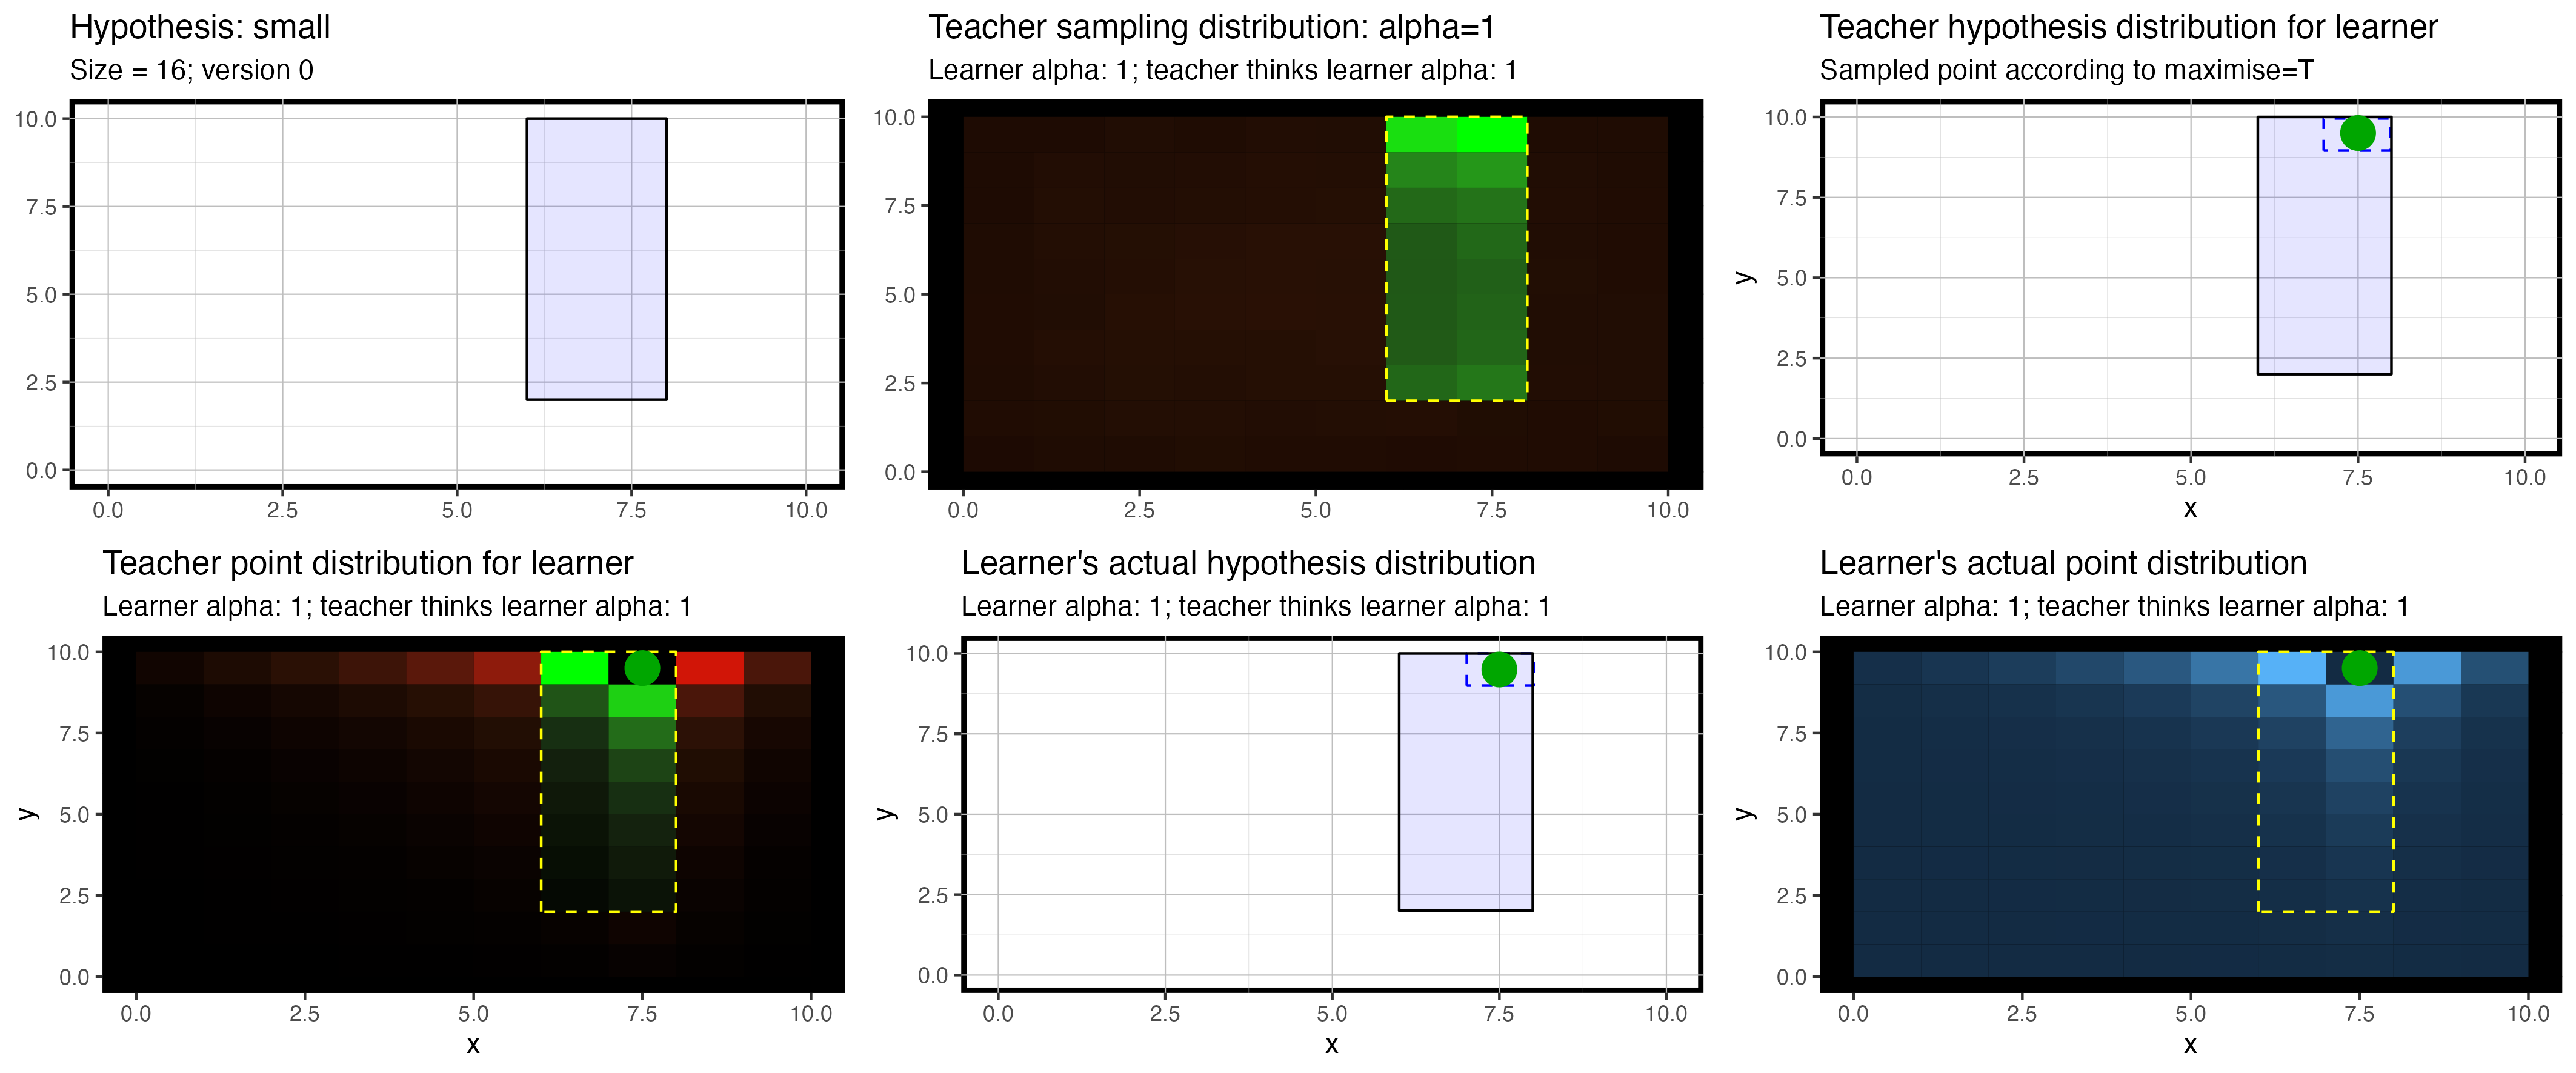 Hypothesis: small
Size = 16; version 0
10.0
7.5
5.0
2.5
0.0
0.0 2.5 5.0 7.5 10.0
Teacher sampling distribution: alpha=1
Learner alpha: 1; teacher thinks learner alpha: 1
10.0
7.5
5.0
2.5
0.0
0.0 2.5 5.0 7.5 10.0
Teacher hypothesis distribution for learner
Sampled point according to maximise=T
10.0
7.5
y
5.0
2.5
0.0
0.0 2.5 5.0 7.5 10.0
x
Teacher point distribution for learner
Learner alpha: 1; teacher thinks learner alpha: 1
10.0
7.5
y
5.0
2.5
0.0
0.0 2.5 5.0 7.5 10.0
x
Learner's actual hypothesis distribution
Learner alpha: 1; teacher thinks learner alpha: 1
10.0
7.5
y
5.0
2.5
0.0
0.0 2.5 5.0 7.5 10.0
x
Learner's actual point distribution
Learner alpha: 1; teacher thinks learner alpha: 1
10.0
7.5
y
5.0
2.5
0.0
0.0 2.5 5.0 7.5 10.0
x